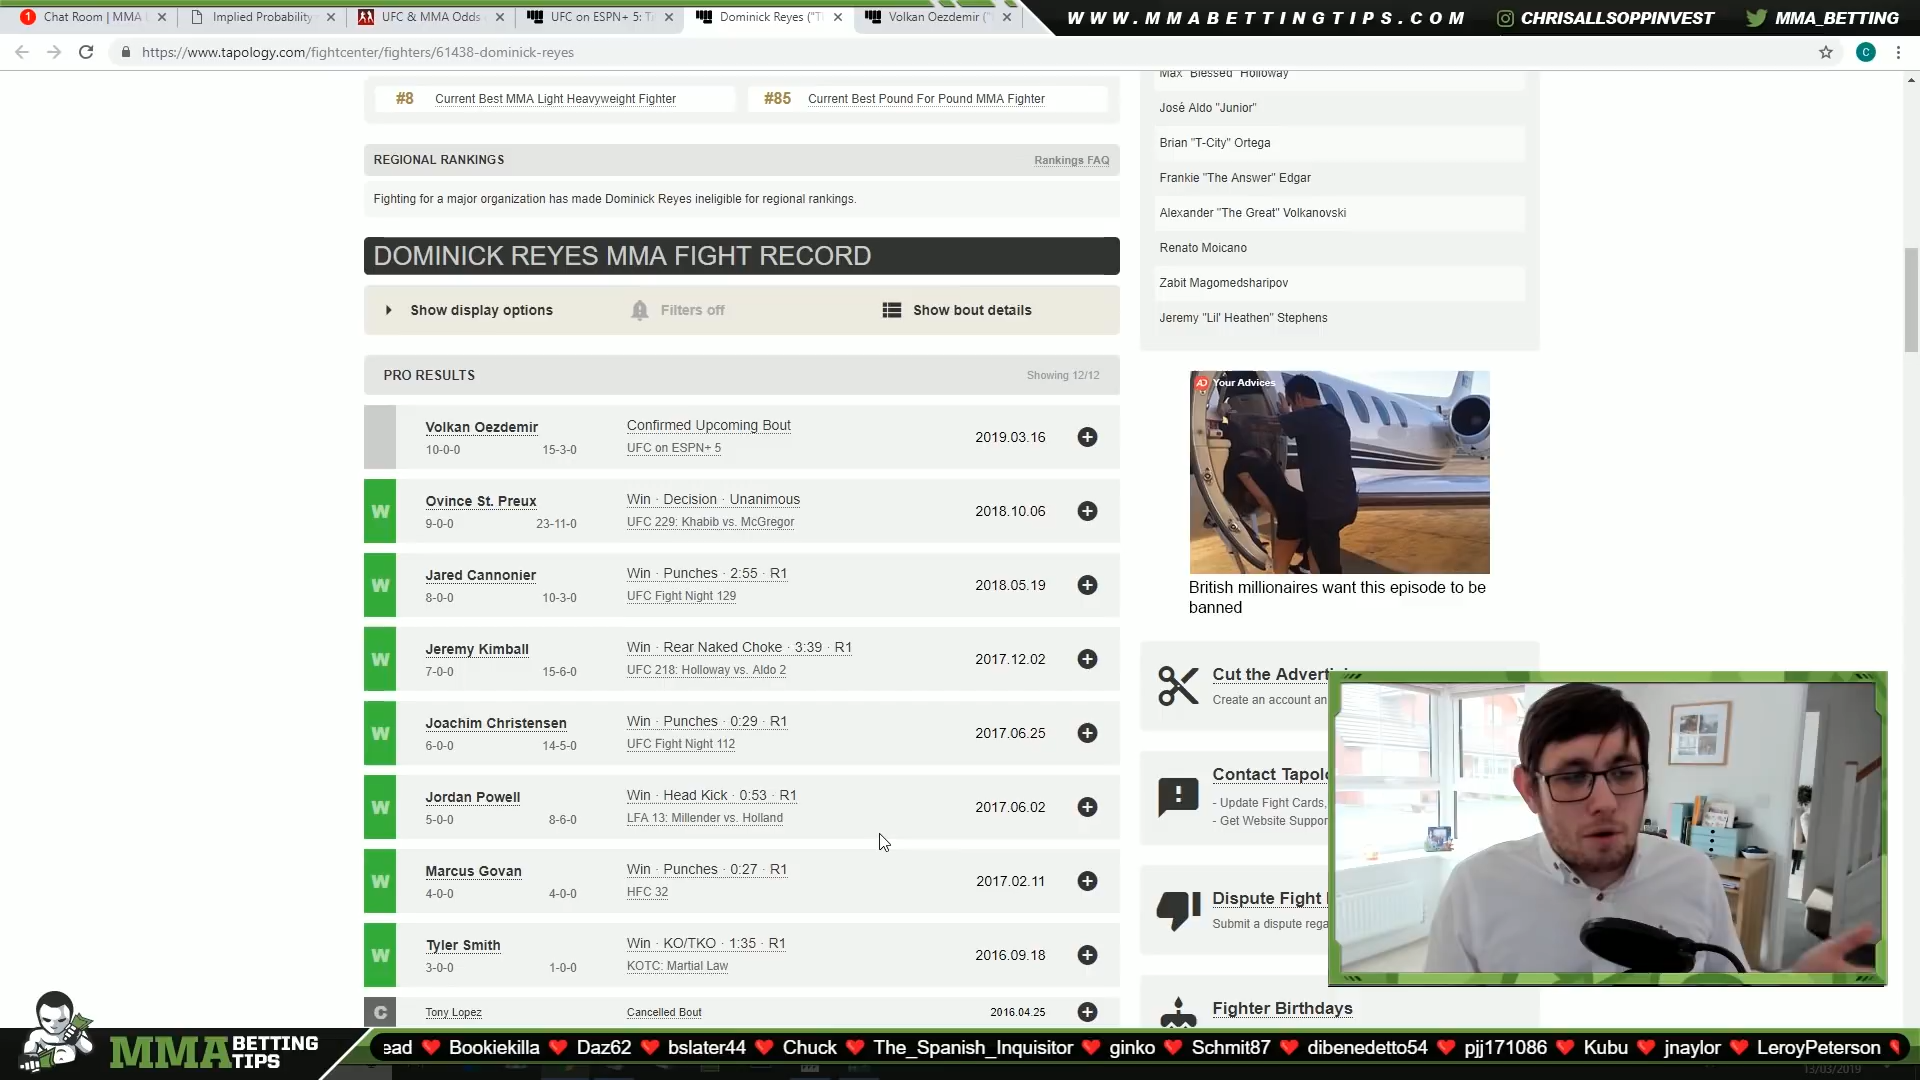 Chat Room | MMA
Implied Probability
UFC & MMA Odds
UFC on ESPN+ 5: T
Dominick Reyes ("T
Volkan Oezdemir ("
WWW.MMABETTINGTIPS.COM
CHRISALLSOPPINVEST
MMA_BETTING
https://www.tapology.com/fightcenter/fighters/61438-dominick-reyes
C
#8 Current Best MMA Light Heavyweight Fighter
#85 Current Best Pound For Pound MMA Fighter
REGIONAL RANKINGS
Rankings FAQ
Fighting for a major organization has made Dominick Reyes ineligible for regional rankings.
DOMINICK REYES MMA FIGHT RECORD
Show display options
Filters off
Show bout details
PRO RESULTS
Showing 12/12
Volkan Oezdemir Confirmed Upcoming Bout 2019.03.16
10-0-0 15-3-0 UFC on ESPN+ 5
W Ovince St. Preux Win · Decision · Unanimous 2018.10.06
9-0-0 23-11-0 UFC 229: Khabib vs. McGregor
W Jared Cannonier Win · Punches · 2:55 · R1 2018.05.19
8-0-0 10-3-0 UFC Fight Night 129
W Jeremy Kimball Win · Rear Naked Choke · 3:39 · R1 2017.12.02
7-0-0 15-6-0 UFC 218: Holloway vs. Aldo 2
W Joachim Christensen Win · Punches · 0:29 · R1 2017.06.25
6-0-0 14-5-0 UFC Fight Night 112
W Jordan Powell Win · Head Kick · 0:53 · R1 2017.06.02
5-0-0 8-6-0 LFA 13: Millender vs. Holland
W Marcus Govan Win · Punches · 0:27 · R1 2017.02.11
4-0-0 4-0-0 HFC 32
W Tyler Smith Win · KO/TKO · 1:35 · R1 2016.09.18
3-0-0 1-0-0 KOTC: Martial Law
C Tony Lopez Cancelled Bout 2016.04.25
Max "Blessed" Holloway
José Aldo "Junior"
Brian "T-City" Ortega
Frankie "The Answer" Edgar
Alexander "The Great" Volkanovski
Renato Moicano
Zabit Magomedsharipov
Jeremy "Lil' Heathen" Stephens
AD Your Advices
British millionaires want this episode to be
banned
Cut the Adverti
Create an account an
Contact Tapolo
- Update Fight Cards,
- Get Website Suppor
Dispute Fight
Submit a dispute rega
Fighter Birthdays
MMA BETTING
TIPS
ead ❤ Bookiekilla ❤ Daz62 ❤ bslater44 ❤ Chuck ❤ The_Spanish_Inquisitor ❤ ginko ❤ Schmit87 ❤ dibenedetto54 ❤ pjj171086 ❤ Kubu ❤ jnaylor ❤ LeroyPeterson
13/03/2019